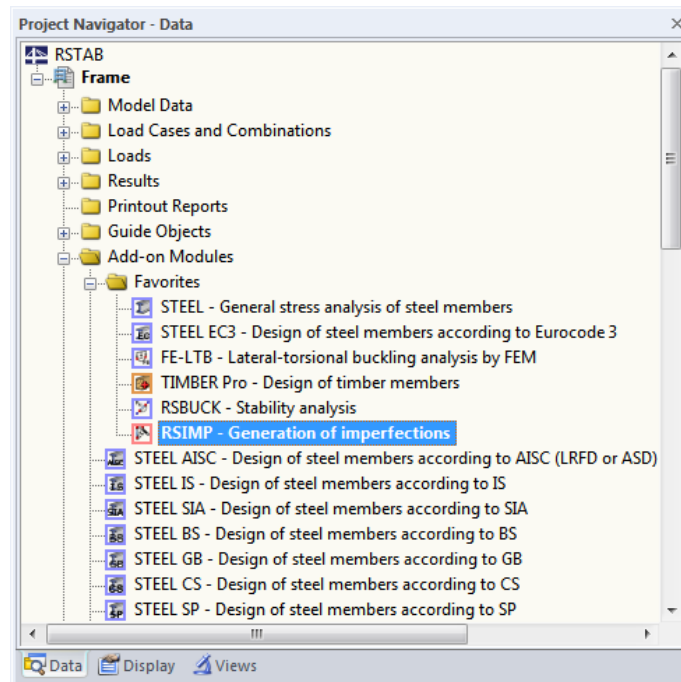 Project Navigator - Data
RSTAB
Frame
Model Data
Load Cases and Combinations
Loads
Results
Printout Reports
Guide Objects
Add-on Modules
Favorites
STEEL - General stress analysis of steel members
STEEL EC3 - Design of steel members according to Eurocode 3
FE-LTB - Lateral-torsional buckling analysis by FEM
TIMBER Pro - Design of timber members
RSBUCK - Stability analysis
RSIMP - Generation of imperfections
STEEL AISC - Design of steel members according to AISC (LRFD or ASD)
STEEL IS - Design of steel members according to IS
STEEL SIA - Design of steel members according to SIA
STEEL BS - Design of steel members according to BS
STEEL GB - Design of steel members according to GB
STEEL CS - Design of steel members according to CS
STEEL SP - Design of steel members according to SP
Data Display Views